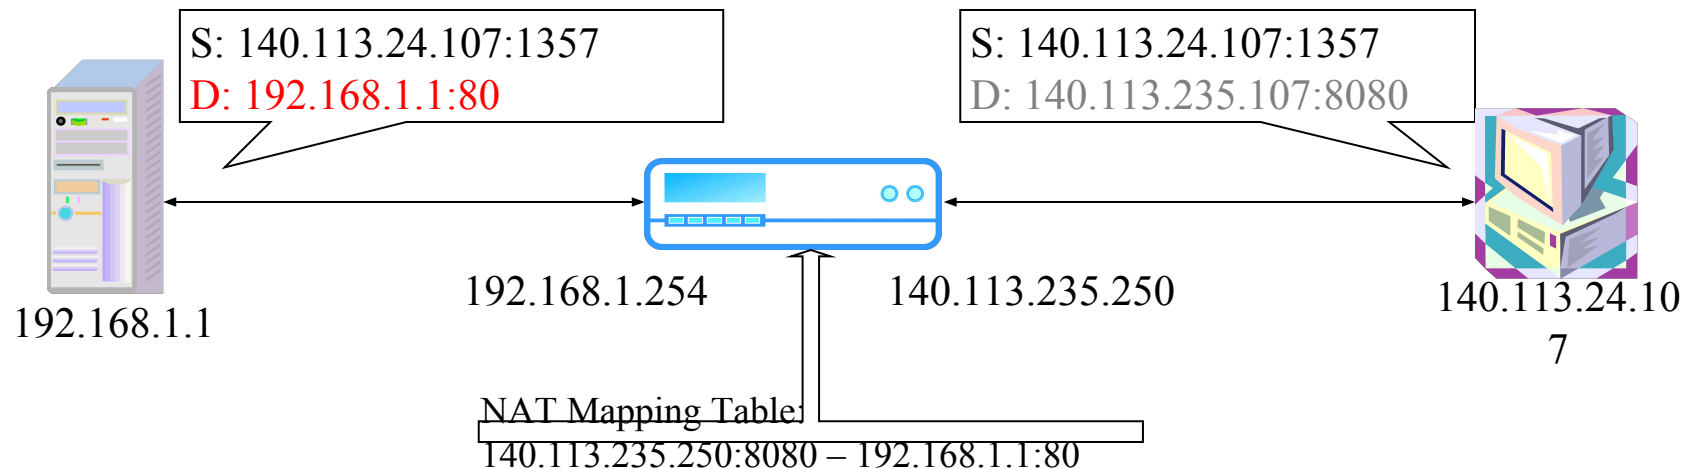 S: 140.113.24.107:1357
D: 192.168.1.1:80
S: 140.113.24.107:1357
D: 140.113.235.107:8080
192.168.1.254
140.113.235.250
192.168.1.1
140.113.24.10
7
NAT Mapping Table:
140.113.235.250:8080 – 192.168.1.1:80